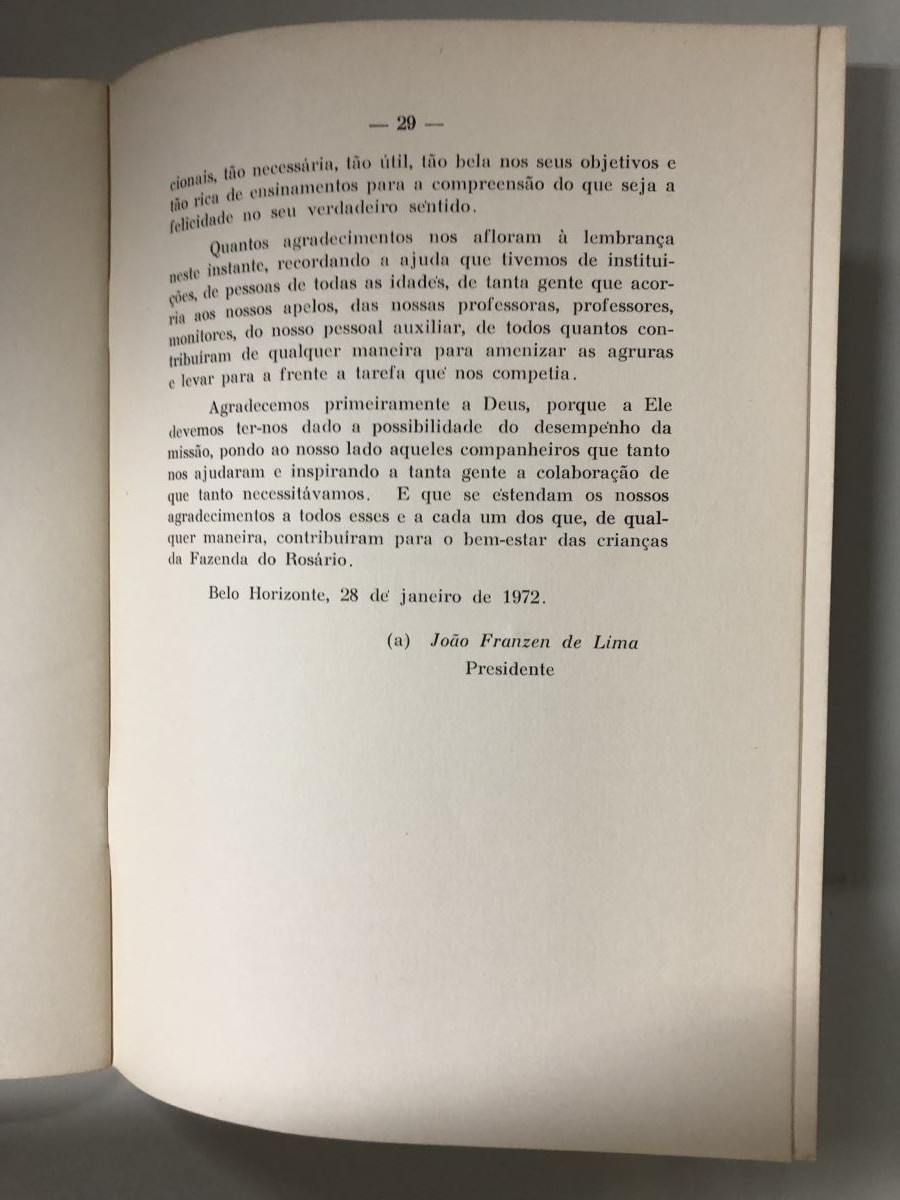 — 29 —
cionais, tão necessária, tão útil, tão bela nos seus objetivos e
tão rica de ensinamentos para a compreensão do que seja a
felicidade no seu verdadeiro sentido.
Quantos agradecimentos nos afloram à lembrança
neste instante, recordando a ajuda que tivemos de institui-
ções, de pessoas de todas as idades, de tanta gente que acor-
ria aos nossos apelos, das nossas professoras, professores,
monitores, do nosso pessoal auxiliar, de todos quantos con-
tribuíram de qualquer maneira para amenizar as agruras
e levar para a frente a tarefa que nos competia.
Agradecemos primeiramente a Deus, porque a Ele
devemos ter-nos dado a possibilidade do desempenho da
missão, pondo ao nosso lado aqueles companheiros que tanto
nos ajudaram e inspirando a tanta gente a colaboração de
que tanto necessitávamos. E que se estendam os nossos
agradecimentos a todos esses e a cada um dos que, de qual-
quer maneira, contribuíram para o bem-estar das crianças
da Fazenda do Rosário.
Belo Horizonte, 28 de janeiro de 1972.
(a) João Franzen de Lima
Presidente